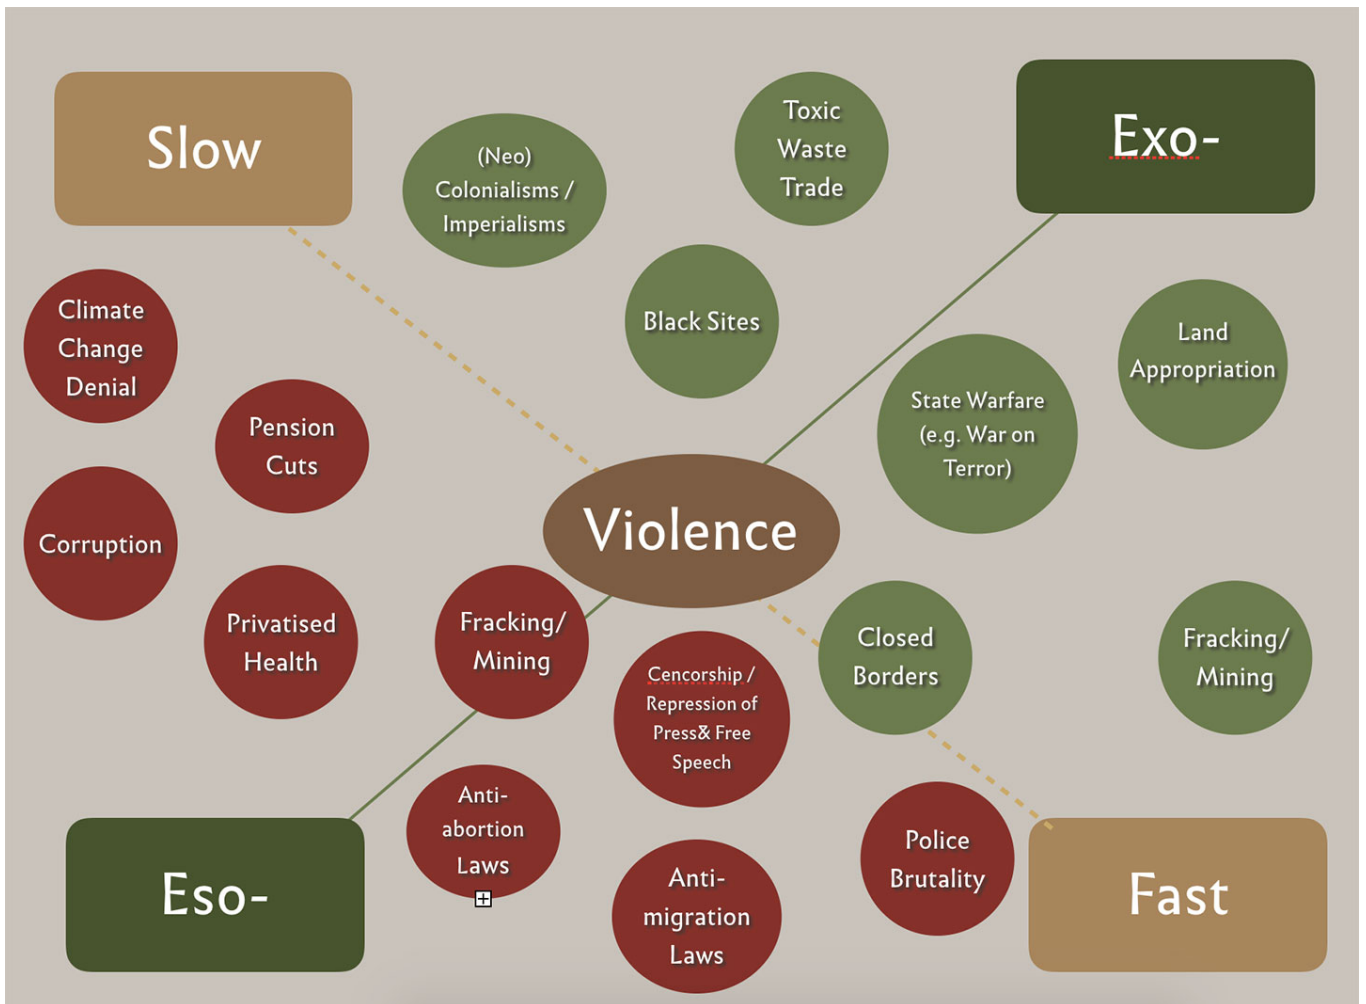 Slow
(Neo)
Colonialisms /
Imperialisms
Toxic
Waste
Trade
Exo-
Climate
Change
Denial
Pension
Cuts
Black Sites
State Warfare
(e.g. War on
Terror)
Land
Appropriation
Corruption
Violence
Privatised
Health
Fracking/
Mining
Cencorship /
Repression of
Press& Free
Speech
Closed
Borders
Fracking/
Mining
Eso-
Anti-
abortion
Laws
Anti-
migration
Laws
Police
Brutality
Fast